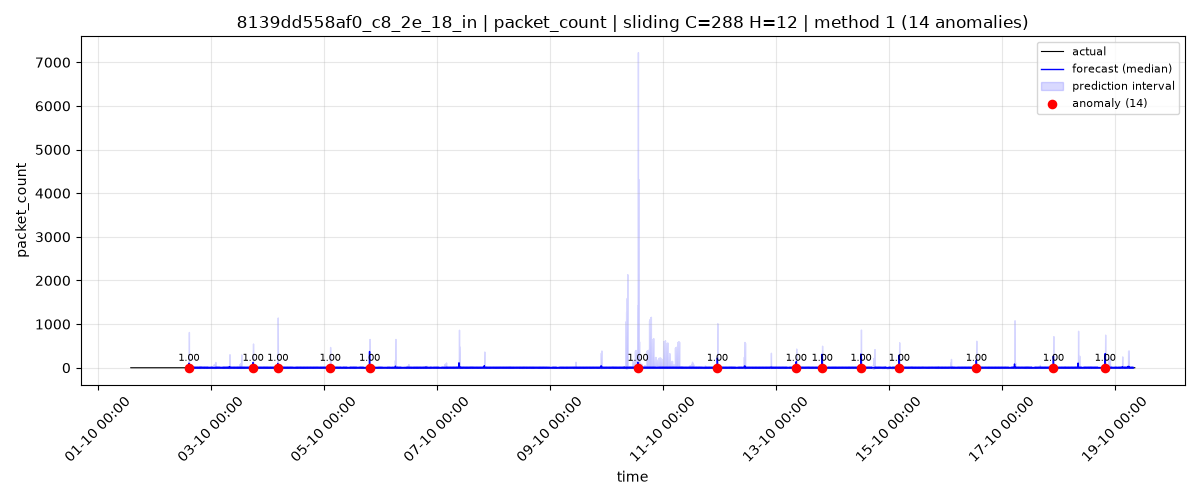 8139dd558af0_c8_2e_18_in | packet_count | sliding C=288 H=12 | method 1 (14 anomalies)
actual
forecast (median)
prediction interval
anomaly (14)
packet_count
7000
6000
5000
4000
3000
2000
1000
0
1.00 1.00 1.00 1.00 1.00 1.00 1.00 1.00 1.00 1.00 1.00 1.00 1.00 1.00
01-10 00:00 03-10 00:00 05-10 00:00 07-10 00:00 09-10 00:00 11-10 00:00 13-10 00:00 15-10 00:00 17-10 00:00 19-10 00:00
time